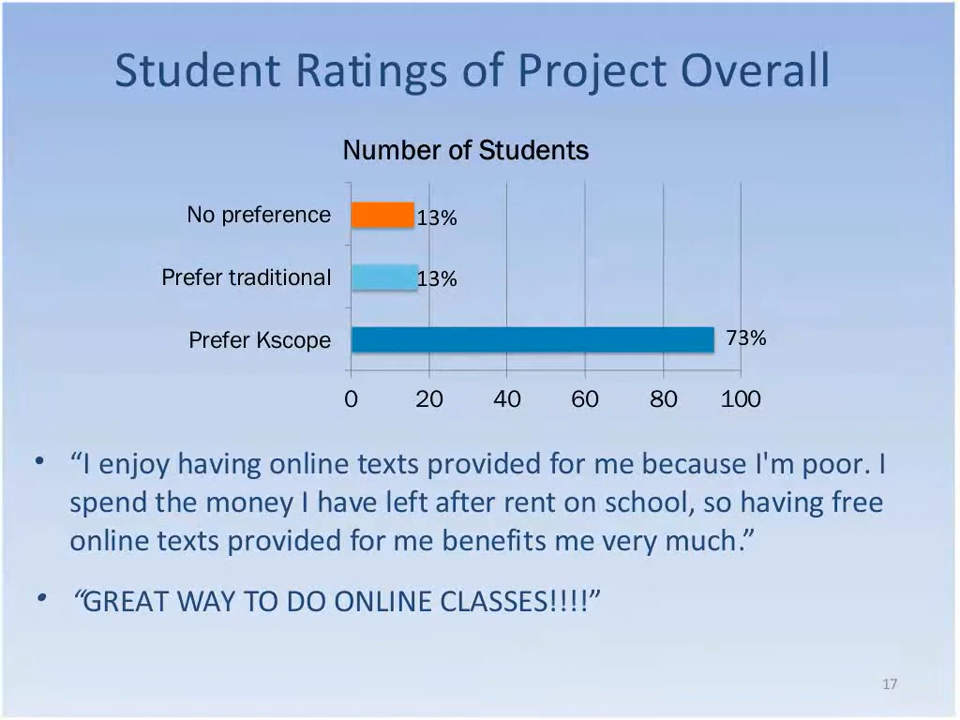 Student Ratings of Project Overall
Number of Students
No preference 13%
Prefer traditional 13%
Prefer Kscope 73%
0 20 40 60 80 100
• “I enjoy having online texts provided for me because I'm poor. I
spend the money I have left after rent on school, so having free
online texts provided for me benefits me very much.”
• “GREAT WAY TO DO ONLINE CLASSES!!!!”
17